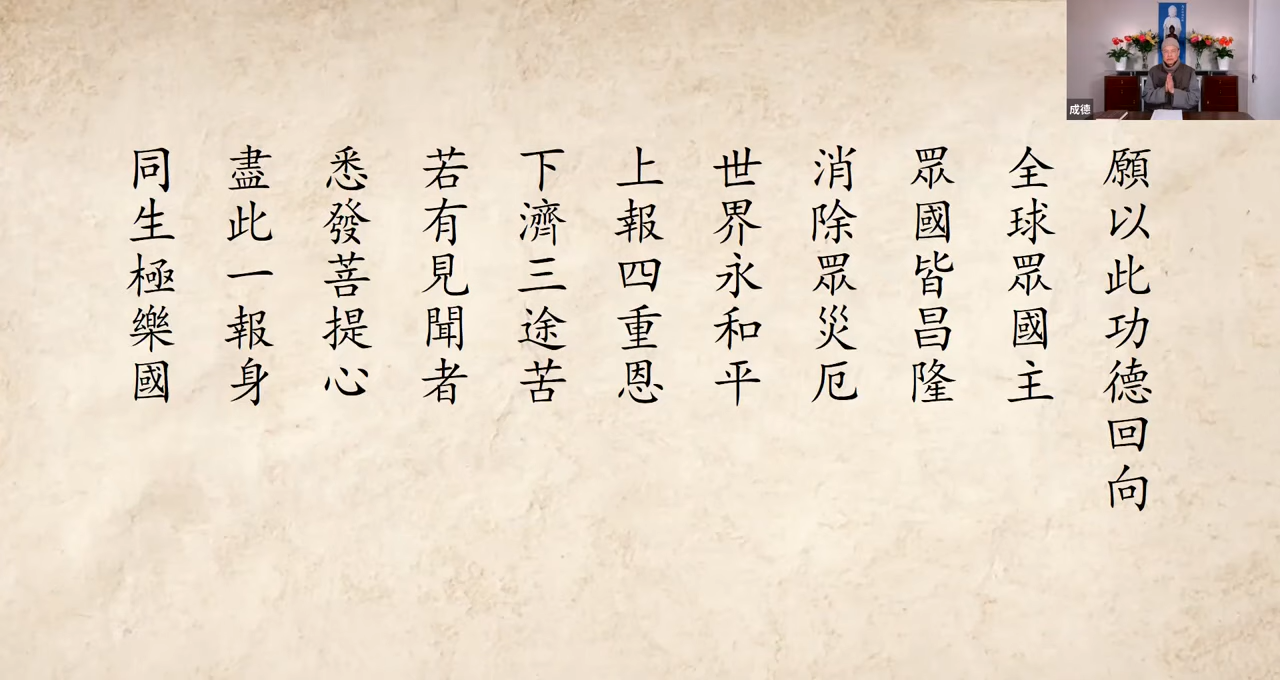 願以此功德回向
全球眾國主
眾國皆昌隆
消除眾災厄
世界永和平
上報四重恩
下濟三途苦
若有見聞者
悉發菩提心
盡此一報身
同生極樂國
成德